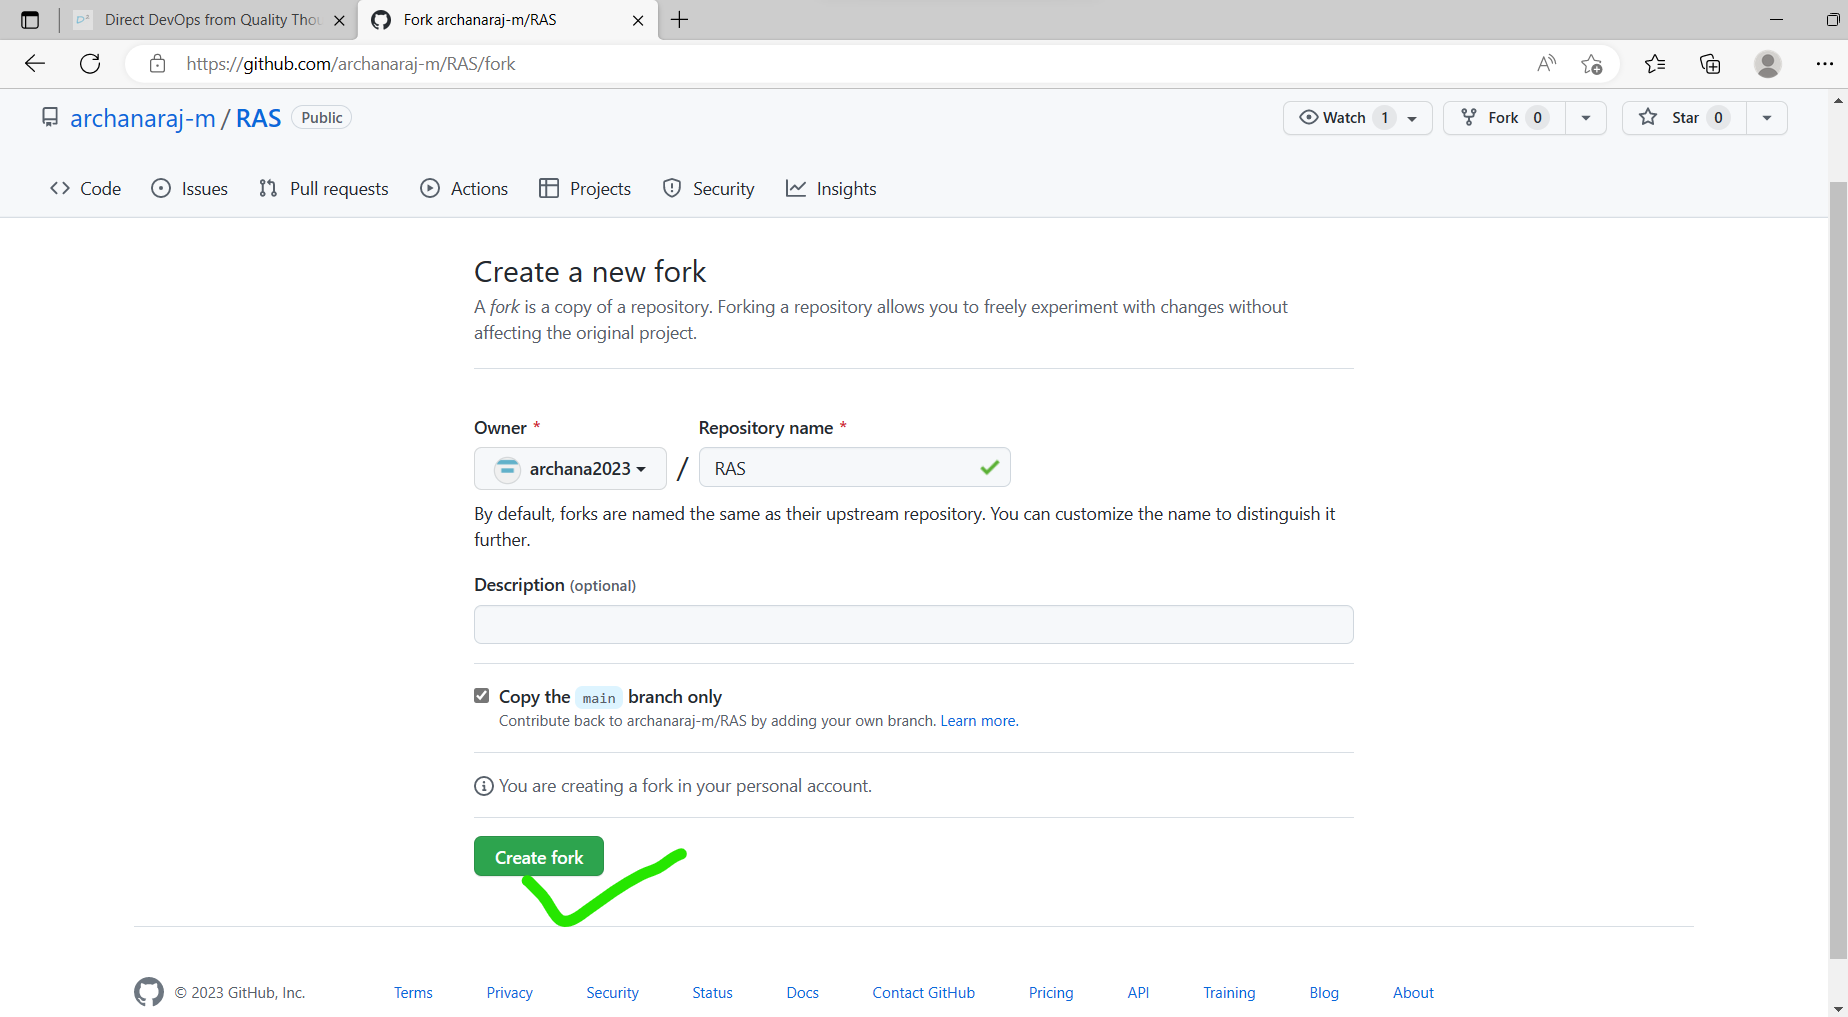 Direct DevOps from Quality Thou
Fork archanaraj-m/RAS
https://github.com/archanaraj-m/RAS/fork
archanaraj-m / RAS Public
Watch 1
Fork 0
Star 0
Code
Issues
Pull requests
Actions
Projects
Security
Insights
Create a new fork
A fork is a copy of a repository. Forking a repository allows you to freely experiment with changes without
affecting the original project.
Owner *
Repository name *
archana2023
/
RAS
By default, forks are named the same as their upstream repository. You can customize the name to distinguish it
further.
Description (optional)
Copy the main branch only
Contribute back to archanaraj-m/RAS by adding your own branch. Learn more.
You are creating a fork in your personal account.
Create fork
© 2023 GitHub, Inc.
Terms
Privacy
Security
Status
Docs
Contact GitHub
Pricing
API
Training
Blog
About